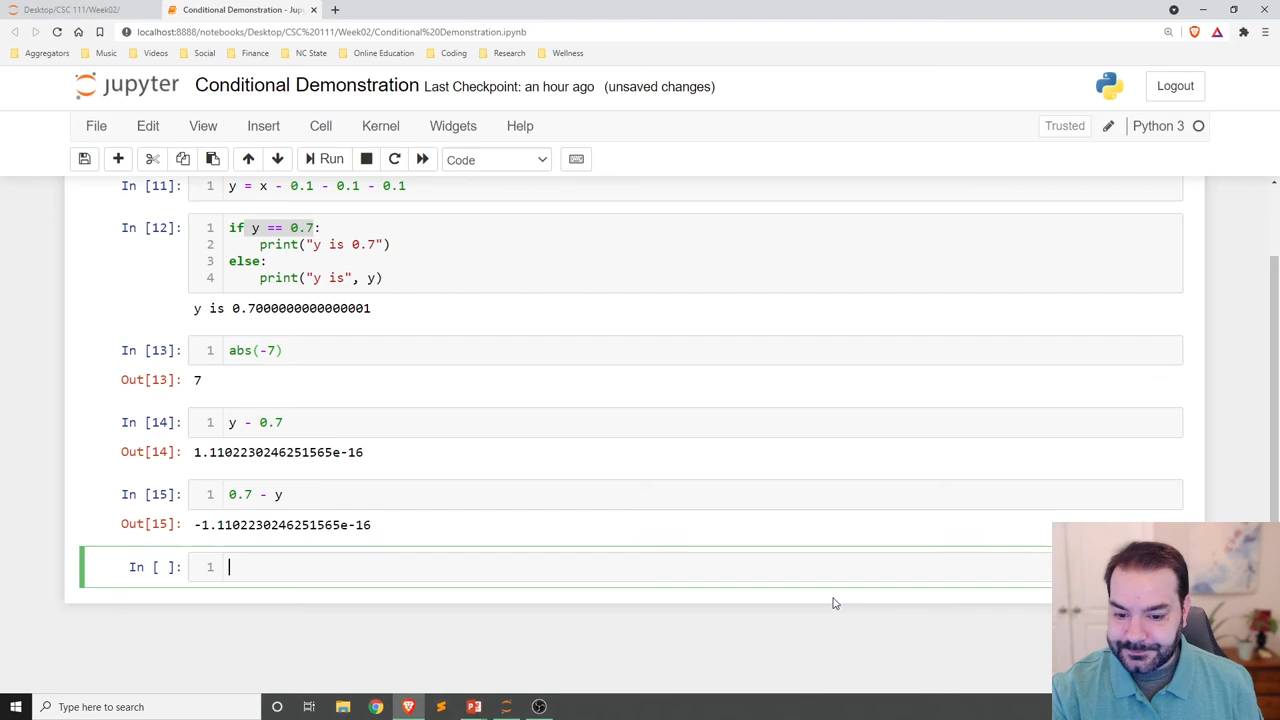 Desktop/CSC 111/Week02/
Conditional Demonstration - Jup
localhost:8888/notebooks/Desktop/CSC%20111/Week02/Conditional%20Demonstration.ipynb
Aggregators Music Videos Social Finance NC State Online Education Coding Research Wellness
jupyter Conditional Demonstration Last Checkpoint: an hour ago (unsaved changes) Logout
File Edit View Insert Cell Kernel Widgets Help Trusted Python 3
Run Code
In [11]: 1 y = x - 0.1 - 0.1 - 0.1
In [12]: 1 if y == 0.7:
2 print("y is 0.7")
3 else:
4 print("y is", y)
y is 0.7000000000000001
In [13]: 1 abs(-7)
Out[13]: 7
In [14]: 1 y - 0.7
Out[14]: 1.1102230246251565e-16
In [15]: 1 0.7 - y
Out[15]: -1.1102230246251565e-16
In [ ]: 1
Type here to search